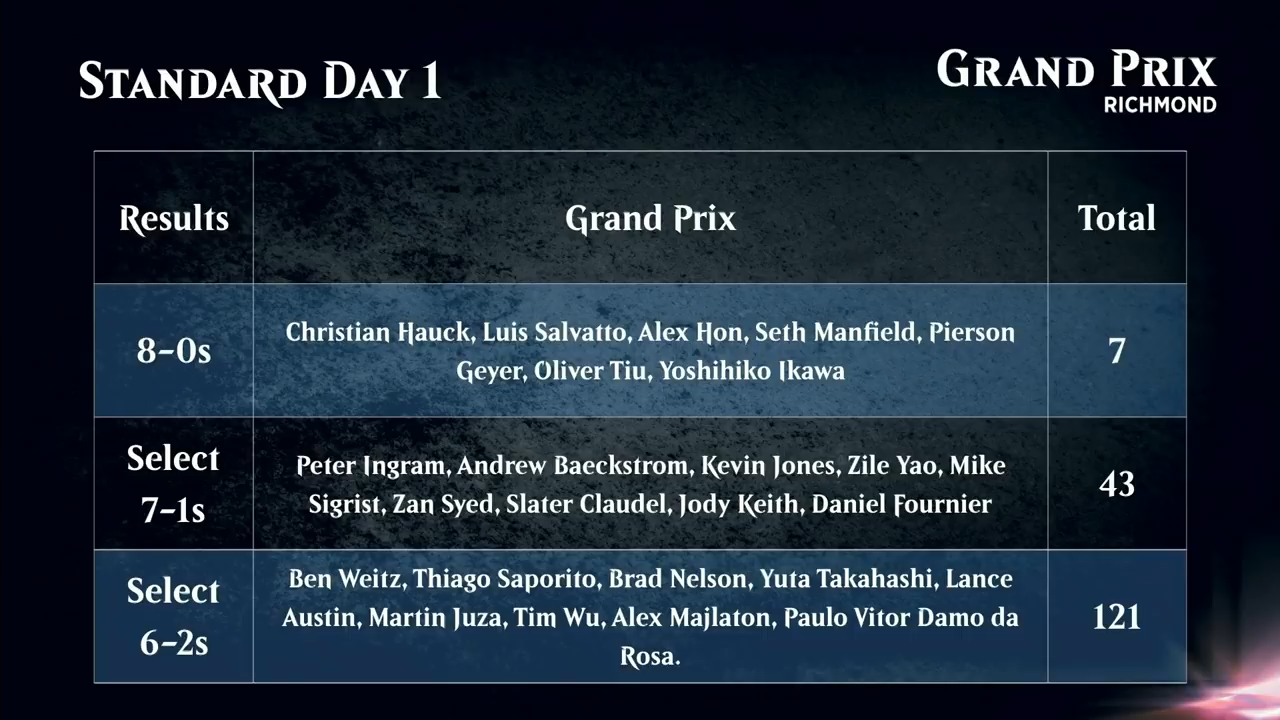 Standard Day 1
Grand Prix
RICHMOND
Results
Grand Prix
Total
8-0s
Christian Hauck, Luis Salvatto, Alex Hon, Seth Manfield, Pierson
Geyer, Oliver Tiu, Yoshihiko Ikawa
7
Select
7-1s
Peter Ingram, Andrew Baeckstrom, Kevin Jones, Zile Yao, Mike
Sigrist, Zan Syed, Slater Claudel, Jody Keith, Daniel Fournier
43
Select
6-2s
Ben Weitz, Thiago Saporito, Brad Nelson, Yuta Takahashi, Lance
Austin, Martin Juza, Tim Wu, Alex Majlaton, Paulo Vitor Damo da
Rosa.
121